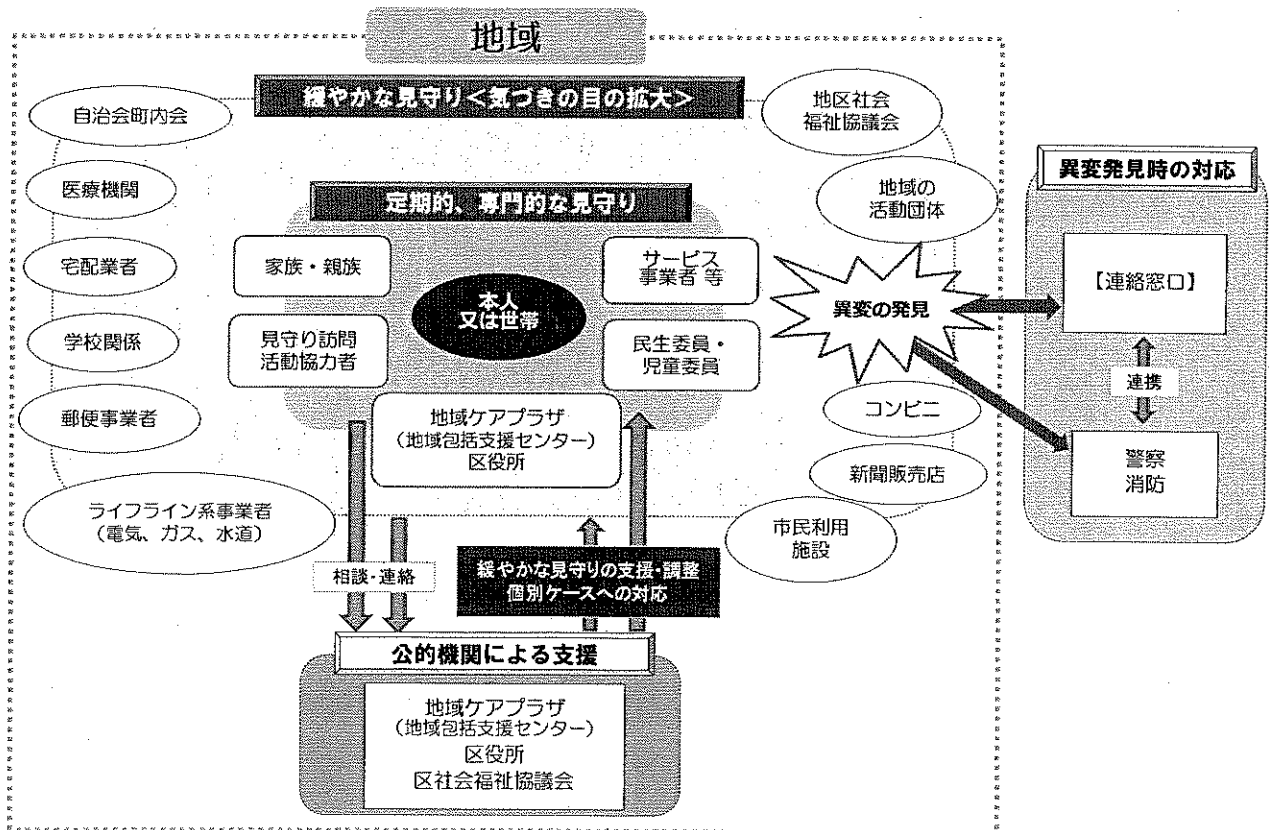 地域
緩やかな見守り＜気づきの目の拡大＞
自治会町内会
医療機関
宅配業者
学校関係
郵便事業者
ライフライン系事業者
（電気、ガス、水道）
地区社会
福祉協議会
地域の
活動団体
定期的、専門的な見守り
家族・親族
見守り訪問
活動協力者
本人
又は世帯
サービス
事業者 等
民生委員・
児童委員
地域ケアプラザ
（地域包括支援センター）
区役所
異変の発見
コンビニ
新聞販売店
市民利用
施設
異変発見時の対応
【連絡窓口】
連携
警察
消防
相談・連絡
緩やかな見守りの支援・調整
個別ケースへの対応
公的機関による支援
地域ケアプラザ
（地域包括支援センター）
区役所
区社会福祉協議会